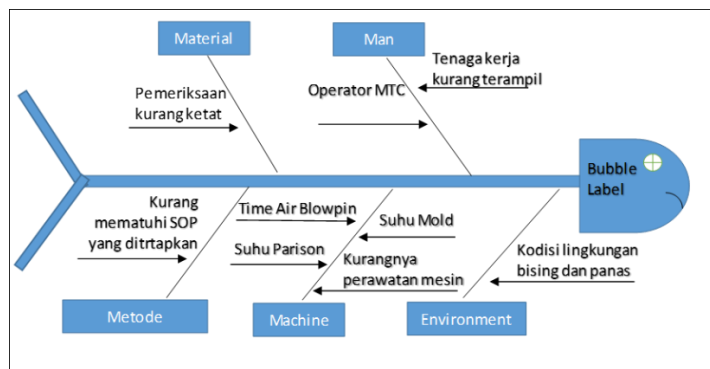 Material
Man
Tenaga kerja
kurang terampil
Operator MTC
Pemeriksaan
kurang ketat
Bubble
Label
Kurang
mematuhi SOP
yang ditrtapkan
Time Air Blowpin
Suhu Mold
Suhu Parison
Kurangnya
perawatan mesin
Kodisi lingkungan
bising dan panas
Metode
Machine
Environment